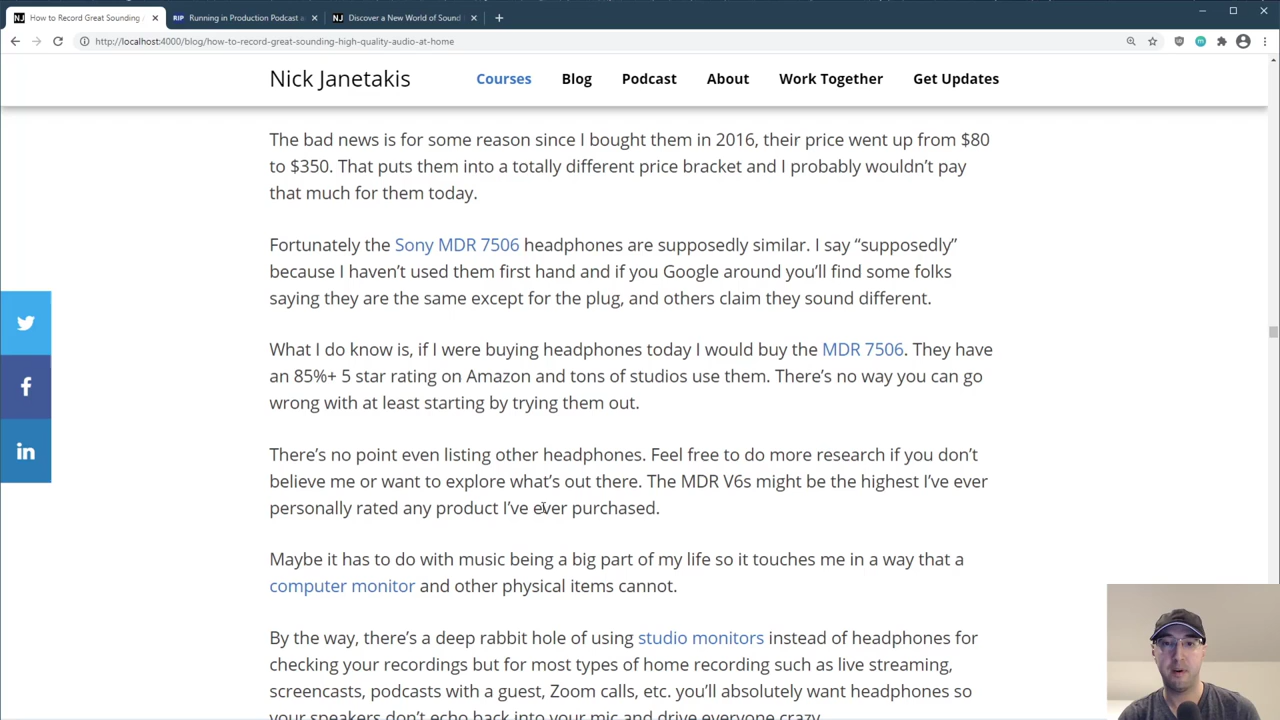 How to Record Great Sounding
Running in Production Podcast a
Discover a New World of Sound
http://localhost:4000/blog/how-to-record-great-sounding-high-quality-audio-at-home
Nick Janetakis
Courses
Blog
Podcast
About
Work Together
Get Updates
The bad news is for some reason since I bought them in 2016, their price went up from $80
to $350. That puts them into a totally different price bracket and I probably wouldn't pay
that much for them today.
Fortunately the Sony MDR 7506 headphones are supposedly similar. I say “supposedly”
because I haven't used them first hand and if you Google around you'll find some folks
saying they are the same except for the plug, and others claim they sound different.
What I do know is, if I were buying headphones today I would buy the MDR 7506. They have
an 85%+ 5 star rating on Amazon and tons of studios use them. There's no way you can go
wrong with at least starting by trying them out.
There's no point even listing other headphones. Feel free to do more research if you don't
believe me or want to explore what's out there. The MDR V6s might be the highest I've ever
personally rated any product I've ever purchased.
Maybe it has to do with music being a big part of my life so it touches me in a way that a
computer monitor and other physical items cannot.
By the way, there's a deep rabbit hole of using studio monitors instead of headphones for
checking your recordings but for most types of home recording such as live streaming,
screencasts, podcasts with a guest, Zoom calls, etc. you'll absolutely want headphones so
your speakers don't echo back into your mic and drive everyone crazy.